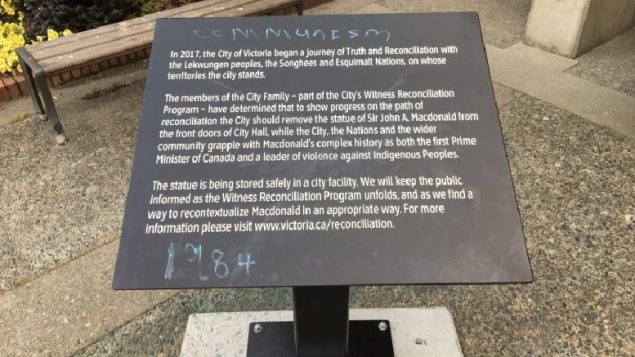 COMMUNISM
In 2017, the City of Victoria began a journey of Truth and Reconciliation with
the Lekwungen peoples, the Songhees and Esquimalt Nations, on whose
territories the city stands.
The members of the City Family – part of the City's Witness Reconciliation
Program – have determined that to show progress on the path of
reconciliation the City should remove the statue of Sir John A. Macdonald from
the front doors of City Hall, while the City, the Nations and the wider
community grapple with Macdonald's complex history as both the first Prime
Minister of Canada and a leader of violence against Indigenous Peoples.
The statue is being stored safely in a city facility. We will keep the public
informed as the Witness Reconciliation Program unfolds, and as we find a
way to recontextualize Macdonald in an appropriate way. For more
information please visit www.victoria.ca/reconciliation.
1984